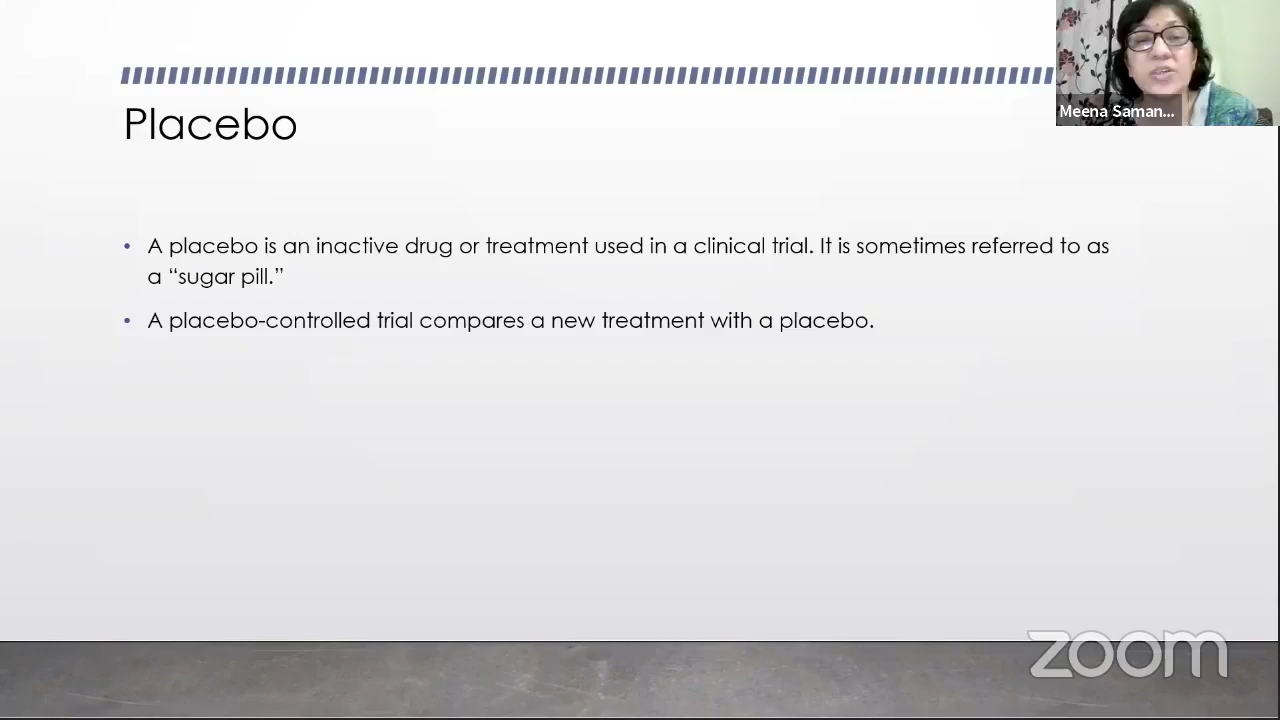 Meena Saman...
Placebo
• A placebo is an inactive drug or treatment used in a clinical trial. It is sometimes referred to as
a “sugar pill.”
• A placebo-controlled trial compares a new treatment with a placebo.
zoom